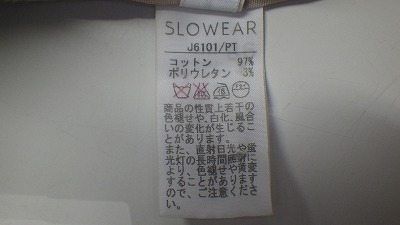 SLOWEAR
J6101/PT
コットン 97%
ポリウレタン 3%
商品の性質上若干の
色褪せや、白化、風合
いの変化が生じるこ
とがあります。
また、直射日光や蛍
光灯の長時間照射に
より、色褪せや黄変
することがあります
ので、ご注意くださ
い。